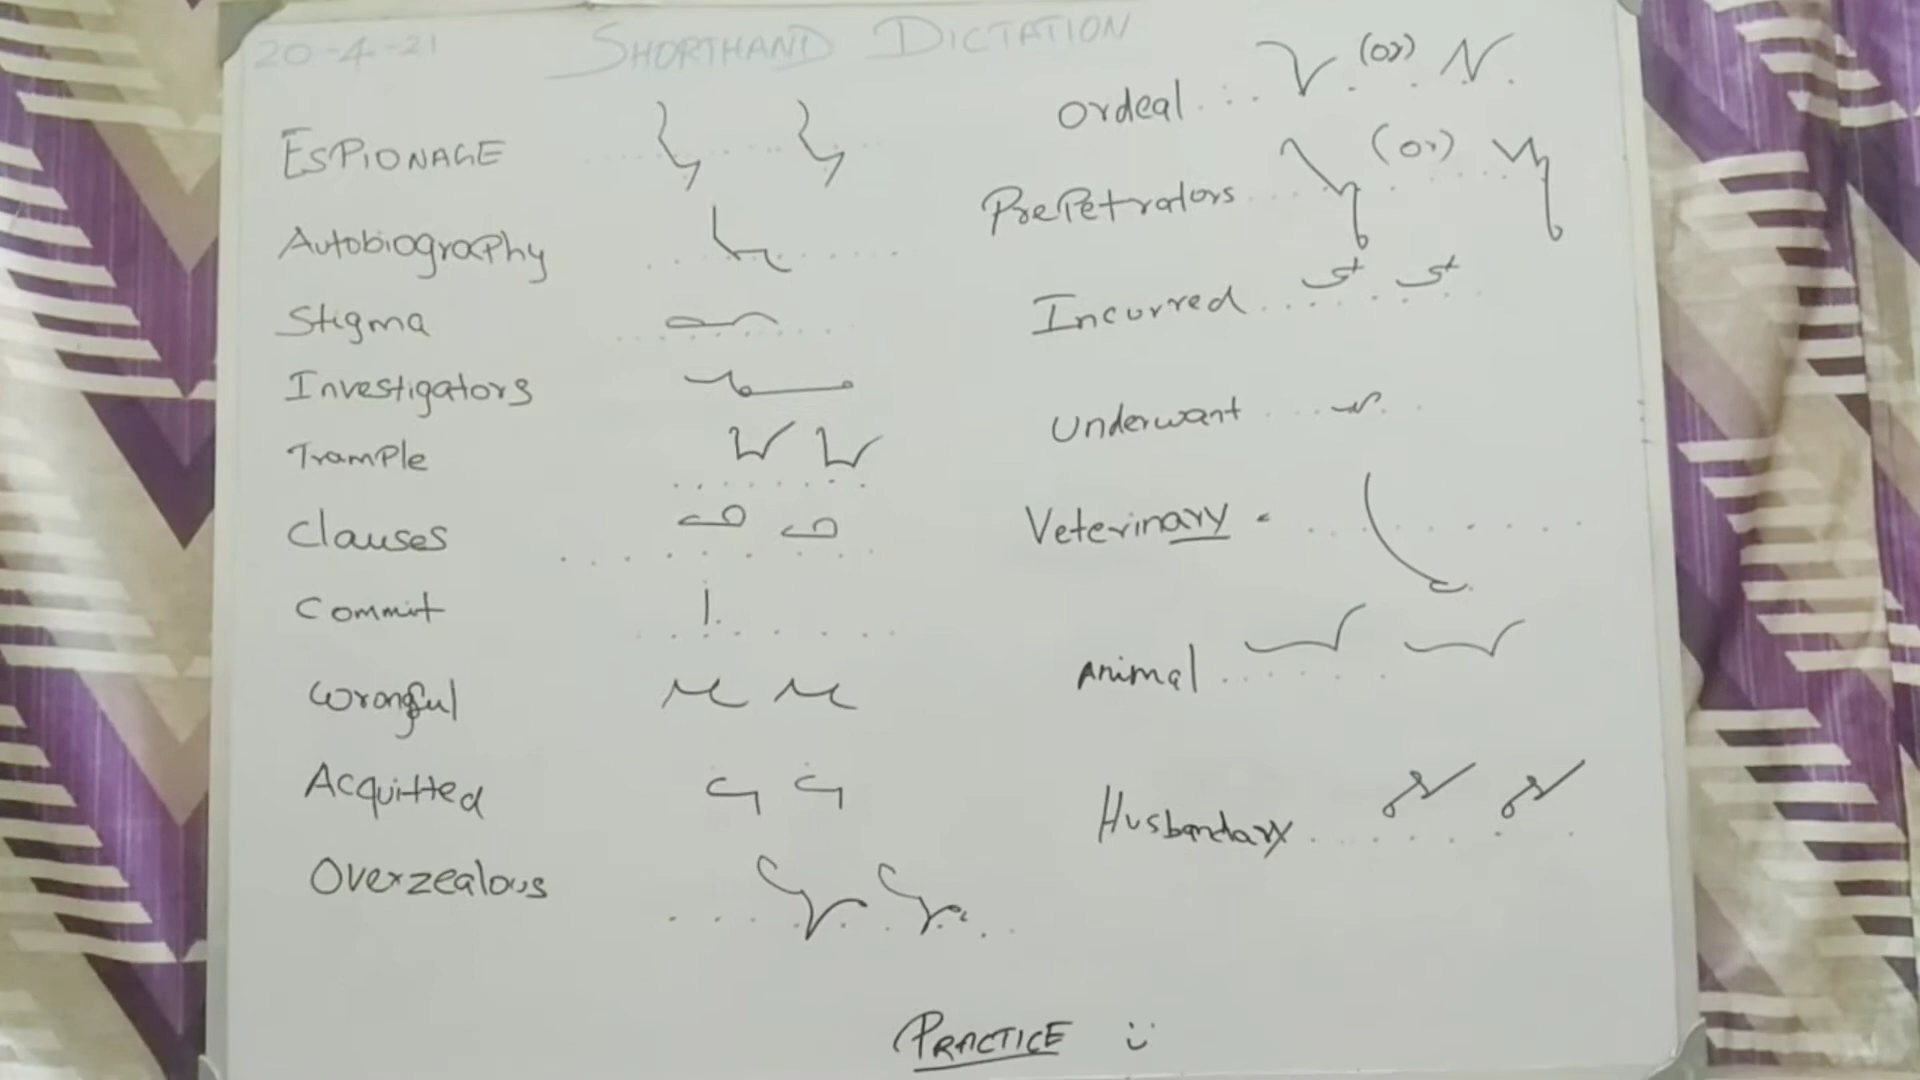 20-4-21
SHORTHAND DICTATION
ESPIONAGE
Autobiography
Stigma
Investigators
Trample
Clauses
Commit
Wrongful
Acquitted
Overzealous
Ordeal (or)
PrePetrators (or)
Incurred
Underwant
Veterinary
Animal
Husbandary
PRACTICE :)